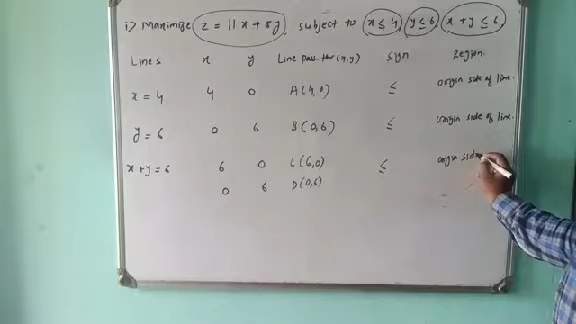 i) Maximize z = 11x + 5y, subject to x ≤ 4, y ≤ 6, x + y ≤ 6
Lines x y Line pass. thr (x,y) sign region.
x = 4 4 0 A(4,0) ≤ origin side of line.
y = 6 0 6 B(0,6) ≤ origin side of line.
x + y = 6 6 0 C(6,0) ≤ origin side
0 6 D(0,6)